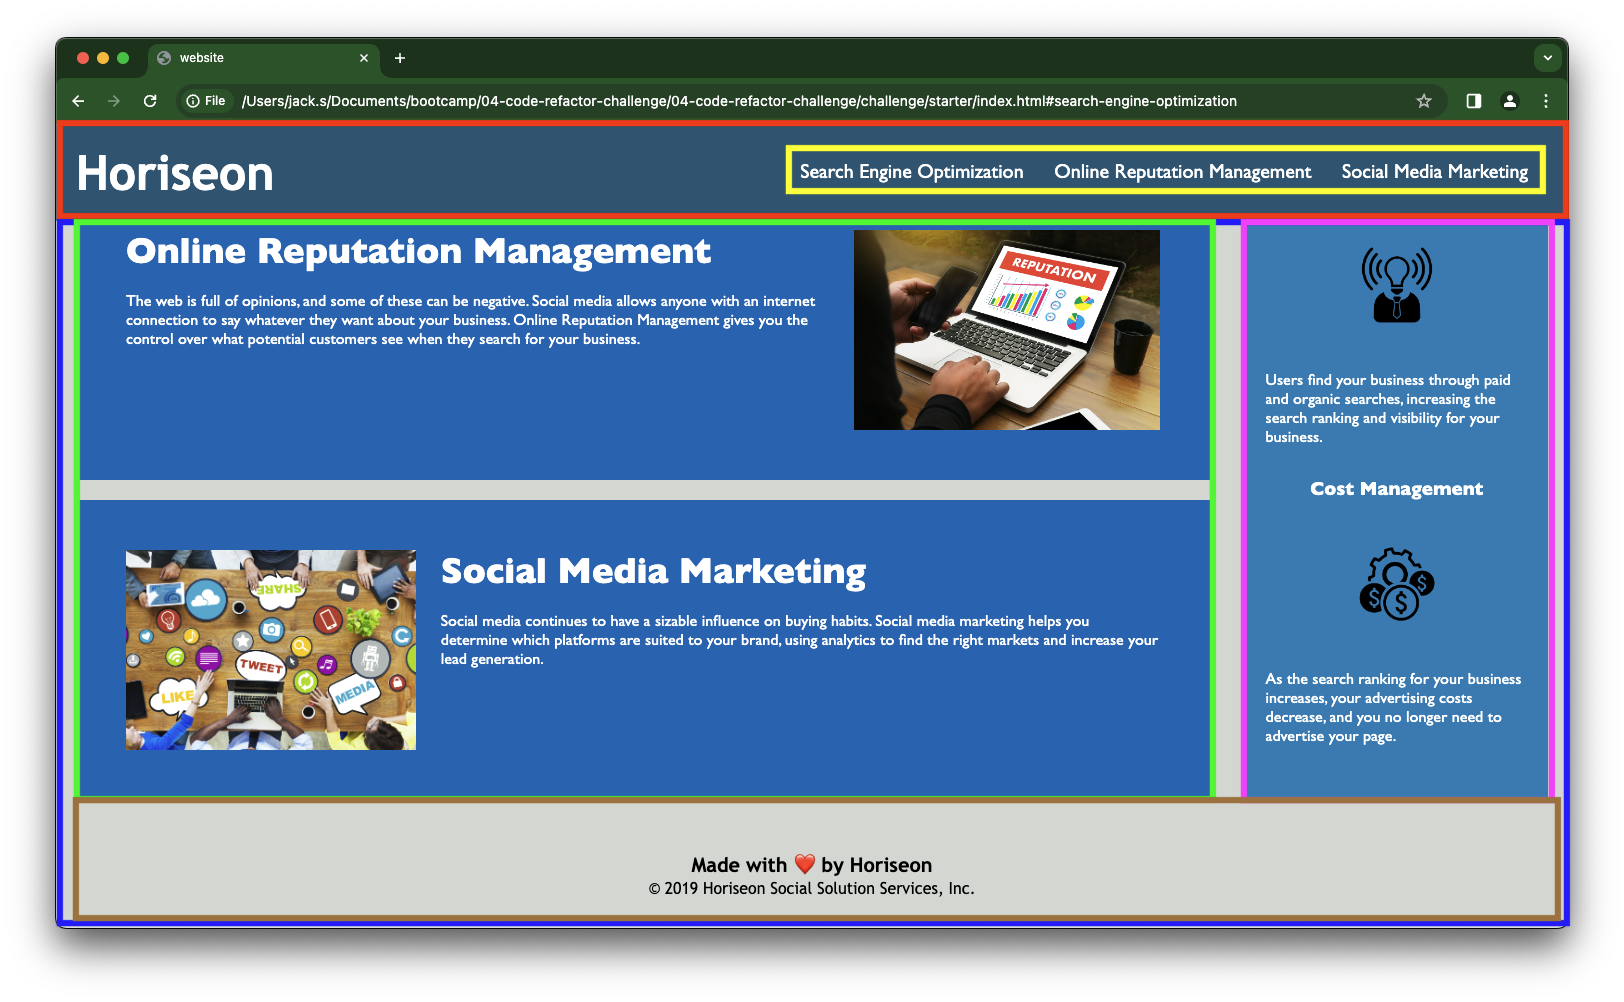 website
File
/Users/jack.s/Documents/bootcamp/04-code-refactor-challenge/04-code-refactor-challenge/challenge/starter/index.html#search-engine-optimization
Horiseon
Search Engine Optimization
Online Reputation Management
Social Media Marketing
Online Reputation Management
The web is full of opinions, and some of these can be negative. Social media allows anyone with an internet
connection to say whatever they want about your business. Online Reputation Management gives you the
control over what potential customers see when they search for your business.
REPUTATION
SHARE
TWEET
LIKE
MEDIA
Social Media Marketing
Social media continues to have a sizable influence on buying habits. Social media marketing helps you
determine which platforms are suited to your brand, using analytics to find the right markets and increase your
lead generation.
Users find your business through paid
and organic searches, increasing the
search ranking and visibility for your
business.
Cost Management
$
$
$
As the search ranking for your business
increases, your advertising costs
decrease, and you no longer need to
advertise your page.
Made with ❤️ by Horiseon
© 2019 Horiseon Social Solution Services, Inc.